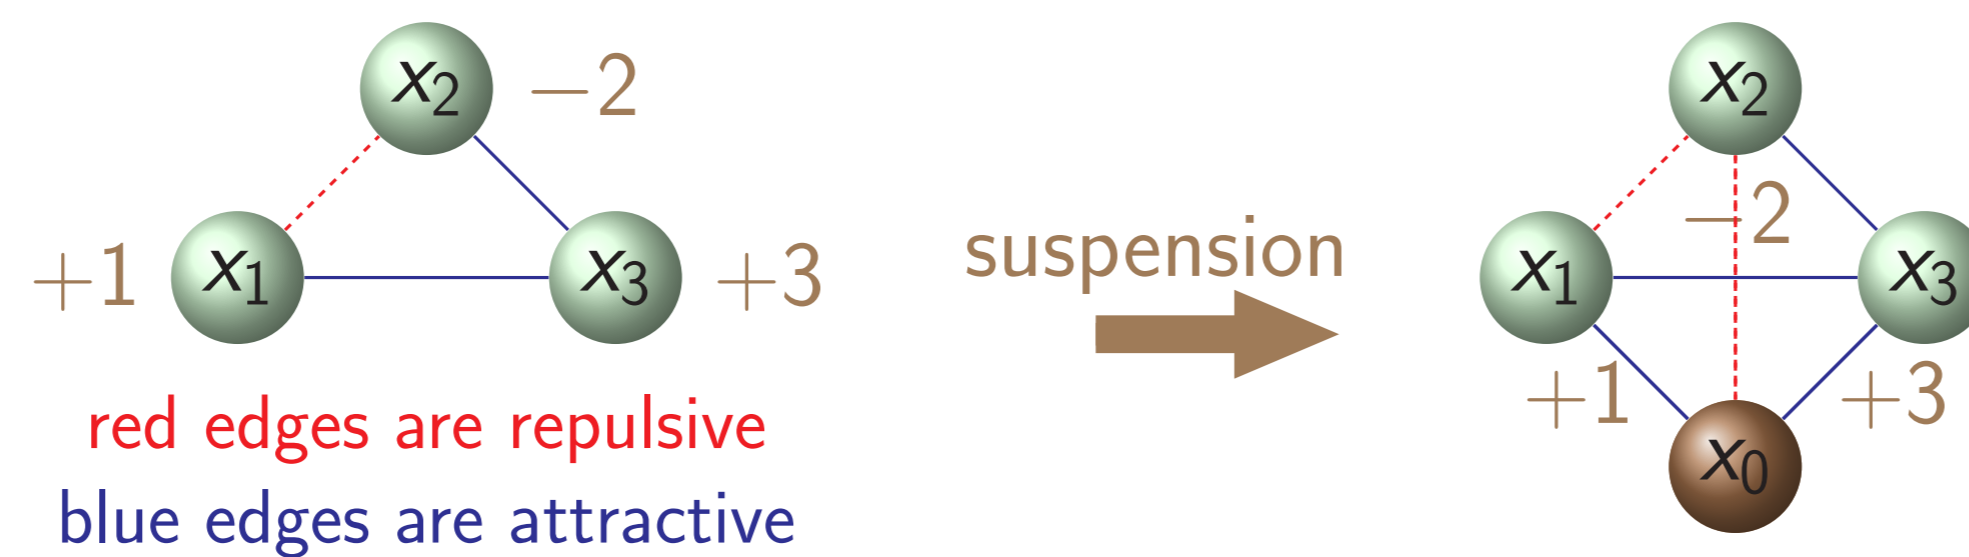 x₂ −2
+1 x₁ x₃ +3
red edges are repulsive
blue edges are attractive
suspension
x₂
−2
x₁ x₃
+1 +3
x₀